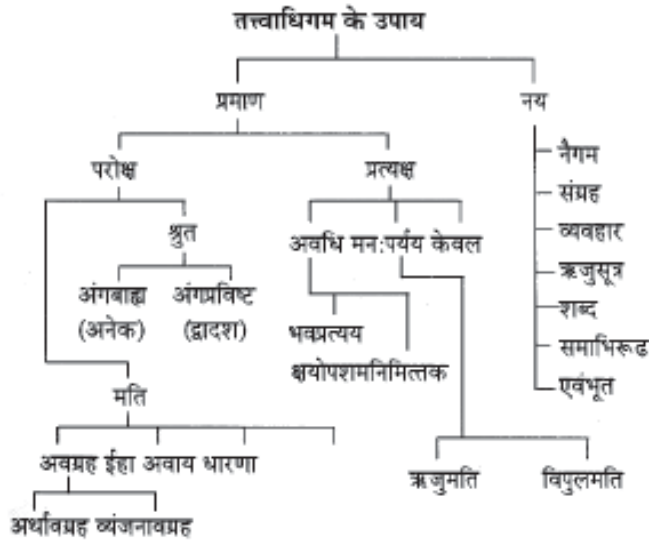 तत्त्वाधिगम के उपाय
प्रमाण
नय
परोक्ष
प्रत्यक्ष
नैगम
संग्रह
व्यवहार
ऋजुसूत्र
शब्द
समाभिरूढ
एवंभूत
श्रुत
अवधि मन:पर्यय केवल
अंगबाह्य अंगप्रविष्ट
(अनेक) (द्वादश)
भवप्रत्यय
क्षयोपशमनिमित्तक
मति
अवग्रह ईहा अवाय धारणा
ऋजुमति
विपुलमति
अर्थावग्रह व्यंजनावग्रह